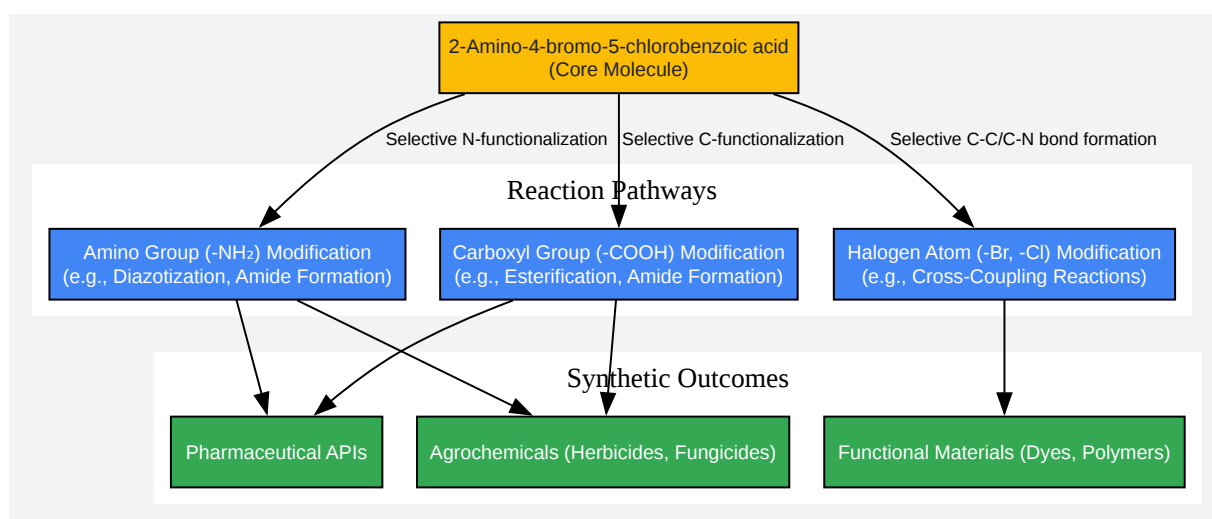 2-Amino-4-bromo-5-chlorobenzoic acid
(Core Molecule)
Selective N-functionalization
Selective C-functionalization
Selective C-C/C-N bond formation
Reaction Pathways
Amino Group (-NH₂) Modification
(e.g., Diazotization, Amide Formation)
Carboxyl Group (-COOH) Modification
(e.g., Esterification, Amide Formation)
Halogen Atom (-Br, -Cl) Modification
(e.g., Cross-Coupling Reactions)
Synthetic Outcomes
Pharmaceutical APIs
Agrochemicals (Herbicides, Fungicides)
Functional Materials (Dyes, Polymers)